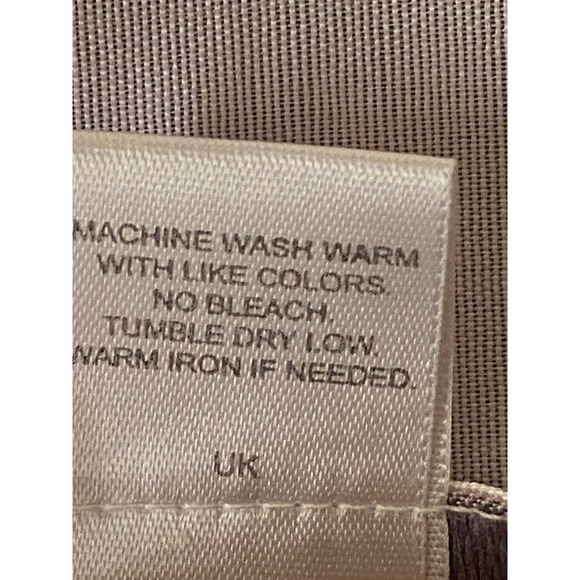 MACHINE WASH WARM
WITH LIKE COLORS.
NO BLEACH.
TUMBLE DRY LOW.
WARM IRON IF NEEDED.
UK